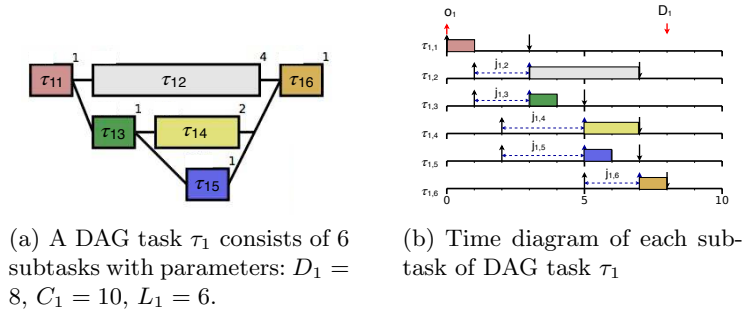 1 4 1
τ11 τ12 τ16
1 2
τ13 τ14
1
τ15
(a) A DAG task τ1 consists of 6
subtasks with parameters: D1 =
8, C1 = 10, L1 = 6.
o1 D1
τ1,1
τ1,2 j1,2
τ1,3 j1,3
τ1,4 j1,4
τ1,5 j1,5
τ1,6 j1,6
0 5 10
(b) Time diagram of each sub-
task of DAG task τ1